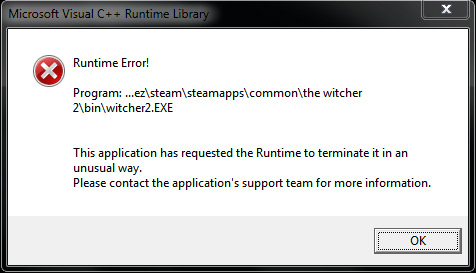 Microsoft Visual C++ Runtime Library
Runtime Error!
Program: ...ez\steam\steamapps\common\the witcher
2\bin\witcher2.EXE
This application has requested the Runtime to terminate it in an
unusual way.
Please contact the application's support team for more information.
OK